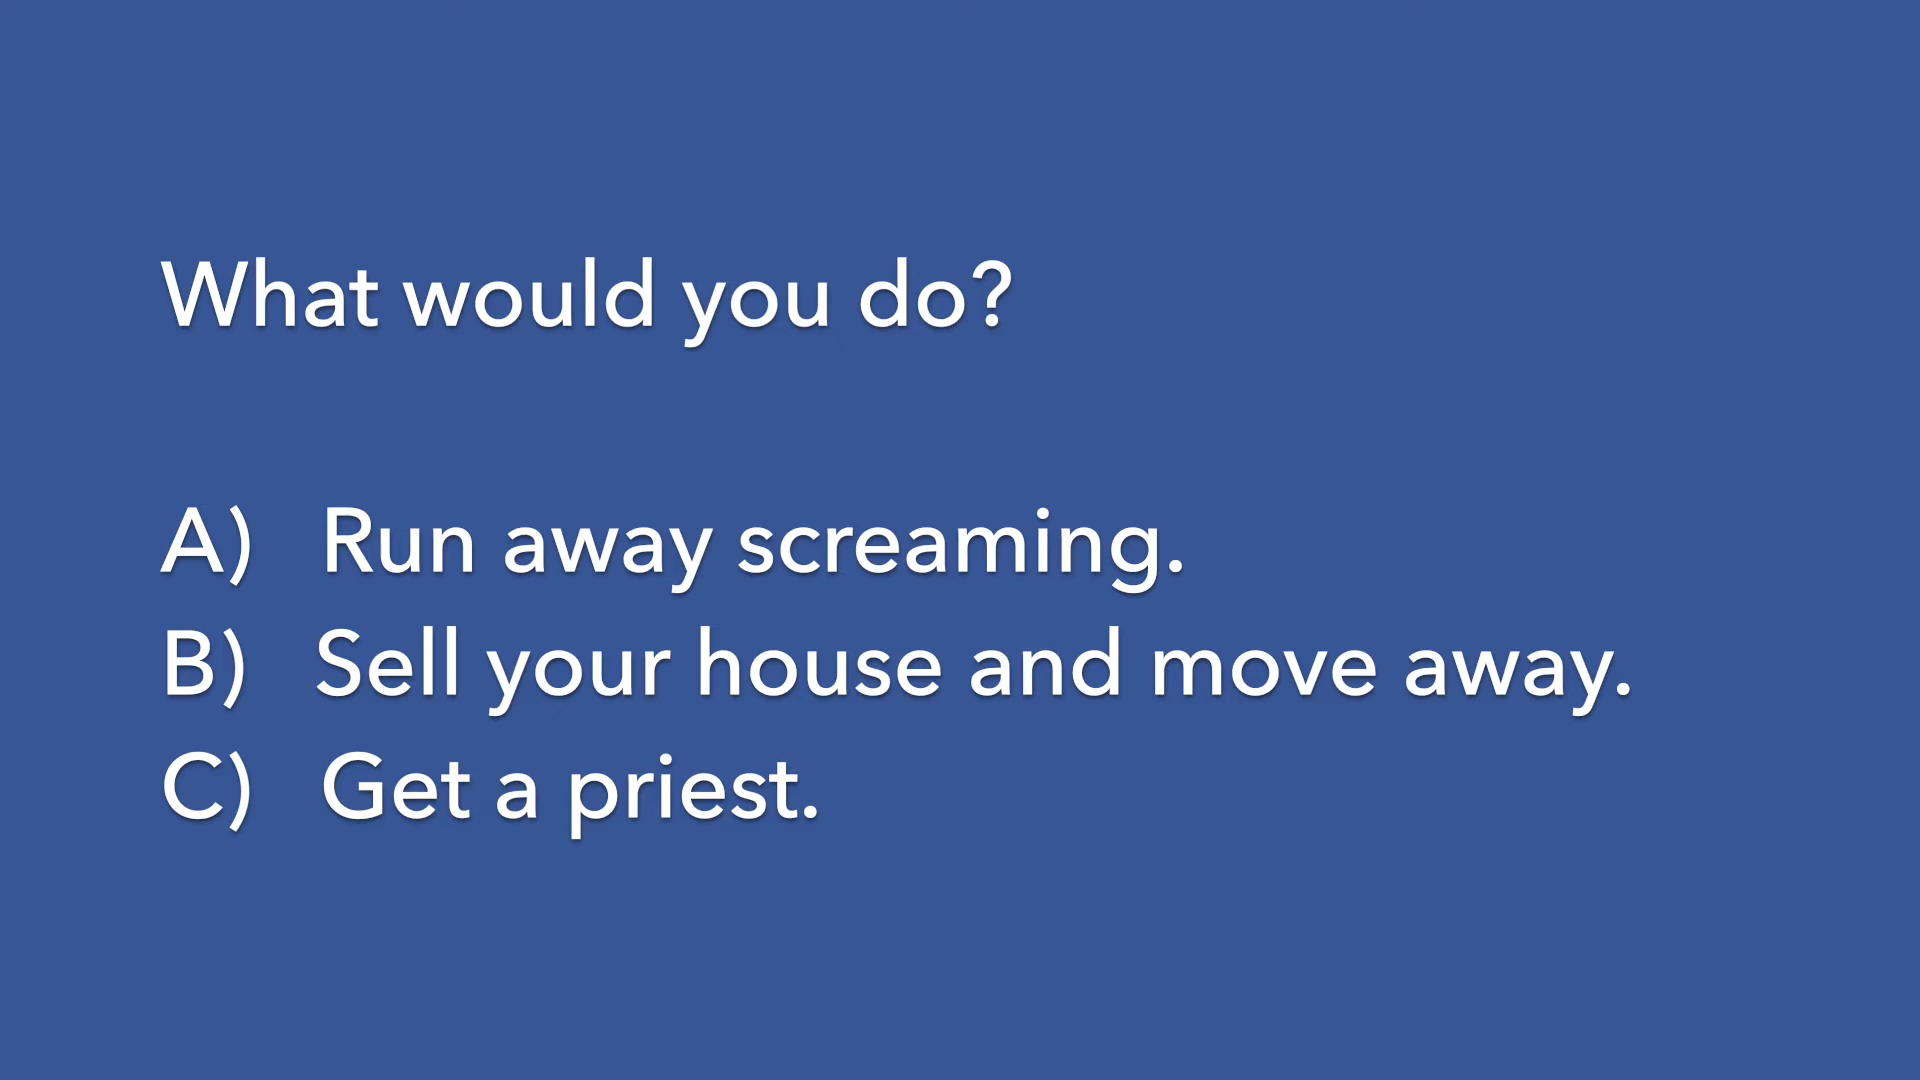 What would you do?
A) Run away screaming.
B) Sell your house and move away.
C) Get a priest.